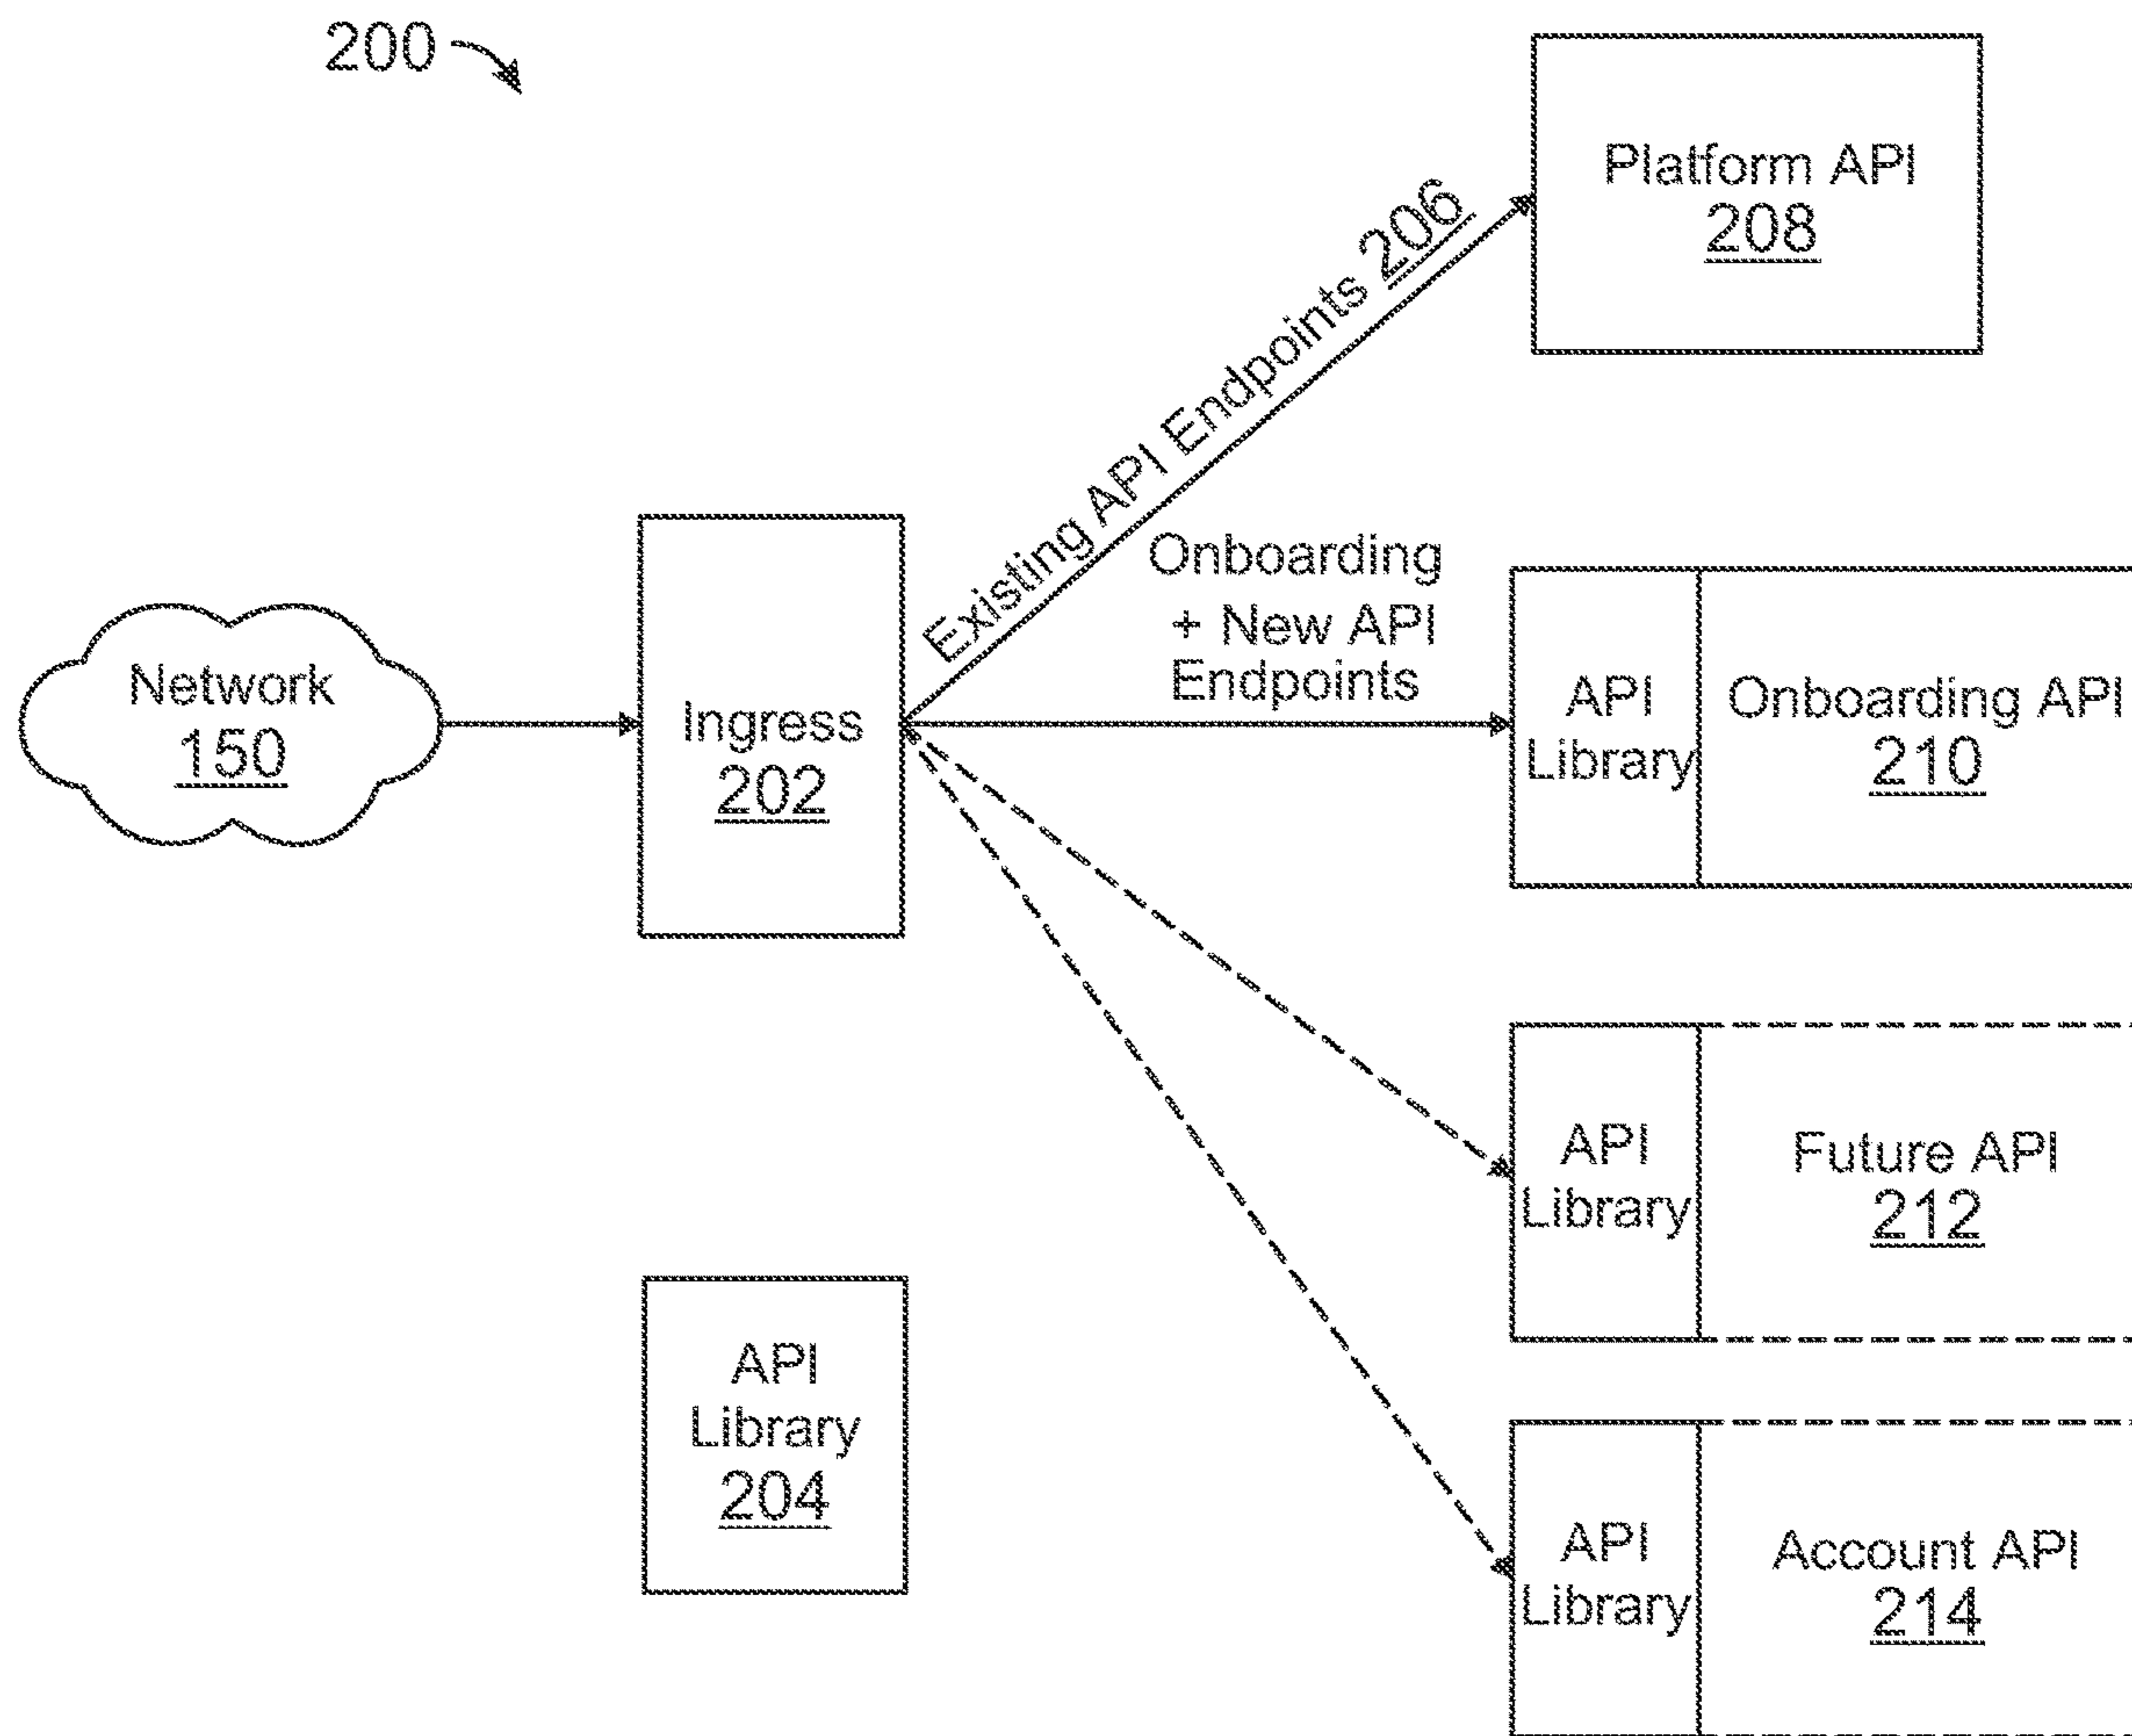 200
Platform API
208
Existing API Endpoints 206
Onboarding
+ New API
Endpoints
Network
150
Ingress
202
API
Library
Onboarding API
210
API
Library
Future API
212
API
Library
204
API
Library
Account API
214